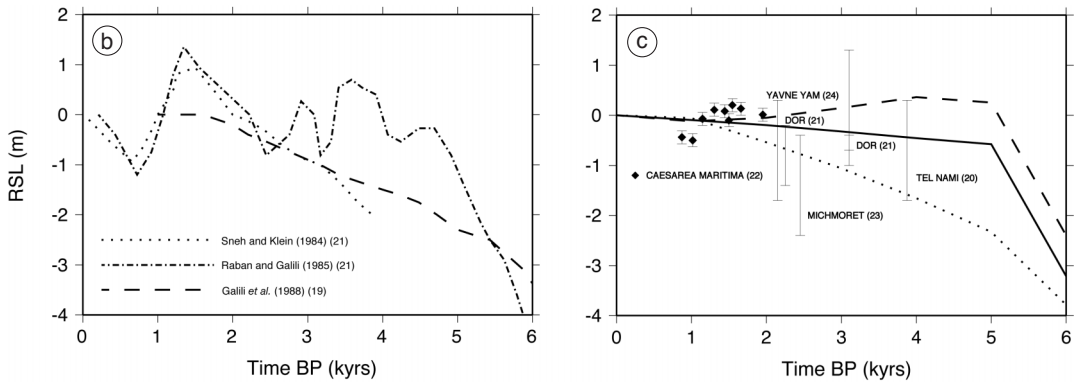 b
2
1
0
-1
-2
-3
-4
RSL (m)
Sneh and Klein (1984) (21)
Raban and Galili (1985) (21)
Galili et al. (1988) (19)
0 1 2 3 4 5 6
Time BP (kyrs)
c
2
1
0
-1
-2
-3
-4
YAVNE YAM (24)
DOR (21)
DOR (21)
CAESAREA MARITIMA (22)
TEL NAMI (20)
MICHMORET (23)
0 1 2 3 4 5 6
Time BP (kyrs)